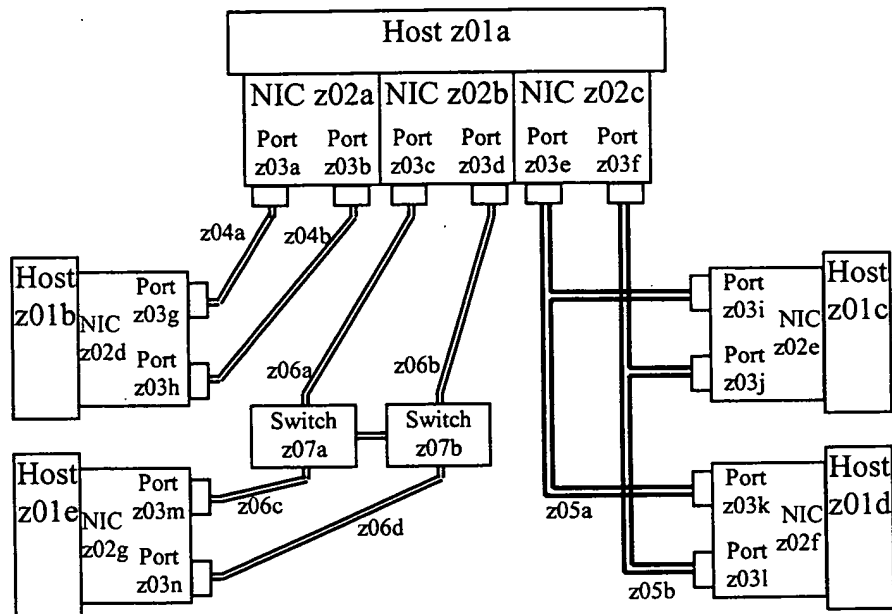 Host z01a
NIC z02a
NIC z02b
NIC z02c
Port
z03a
Port
z03b
Port
z03c
Port
z03d
Port
z03e
Port
z03f
z04a
z04b
Host
z01b
NIC
z02d
Port
z03g
Port
z03h
z06a
z06b
Port
z03i
Port
z03j
NIC
z02e
Host
z01c
Switch
z07a
Switch
z07b
Host
z01e
NIC
z02g
Port
z03m
Port
z03n
z06c
z06d
z05a
z05b
Port
z03k
Port
z03l
NIC
z02f
Host
z01d